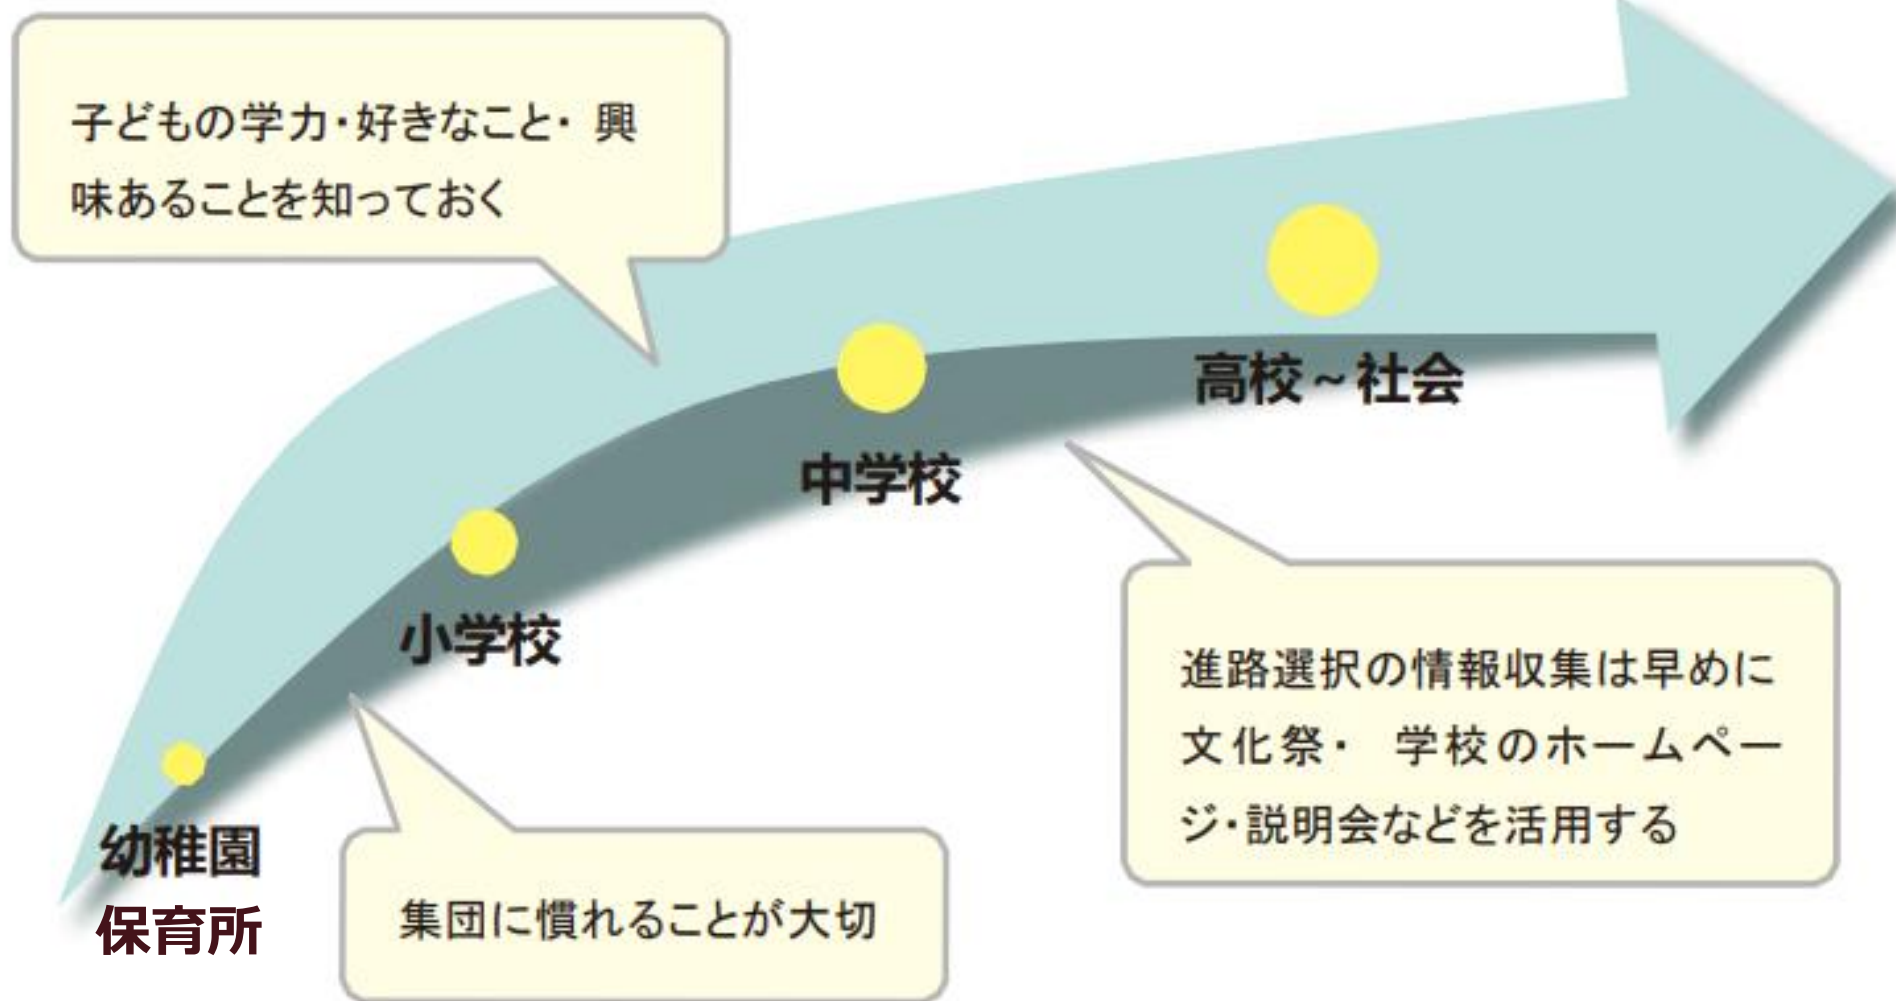 子どもの学力・好きなこと・ 興
味あることを知っておく
高校～社会
中学校
小学校
進路選択の情報収集は早めに
文化祭・ 学校のホームペー
ジ・説明会などを活用する
幼稚園
保育所
集団に慣れることが大切